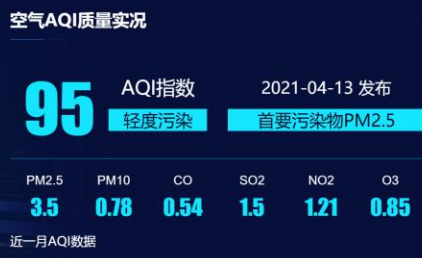 空气AQI质量实况
95 AQI指数 2021-04-13 发布
轻度污染 首要污染物PM2.5
PM2.5 PM10 CO SO2 NO2 O3
3.5 0.78 0.54 1.5 1.21 0.85
近一月AQI数据